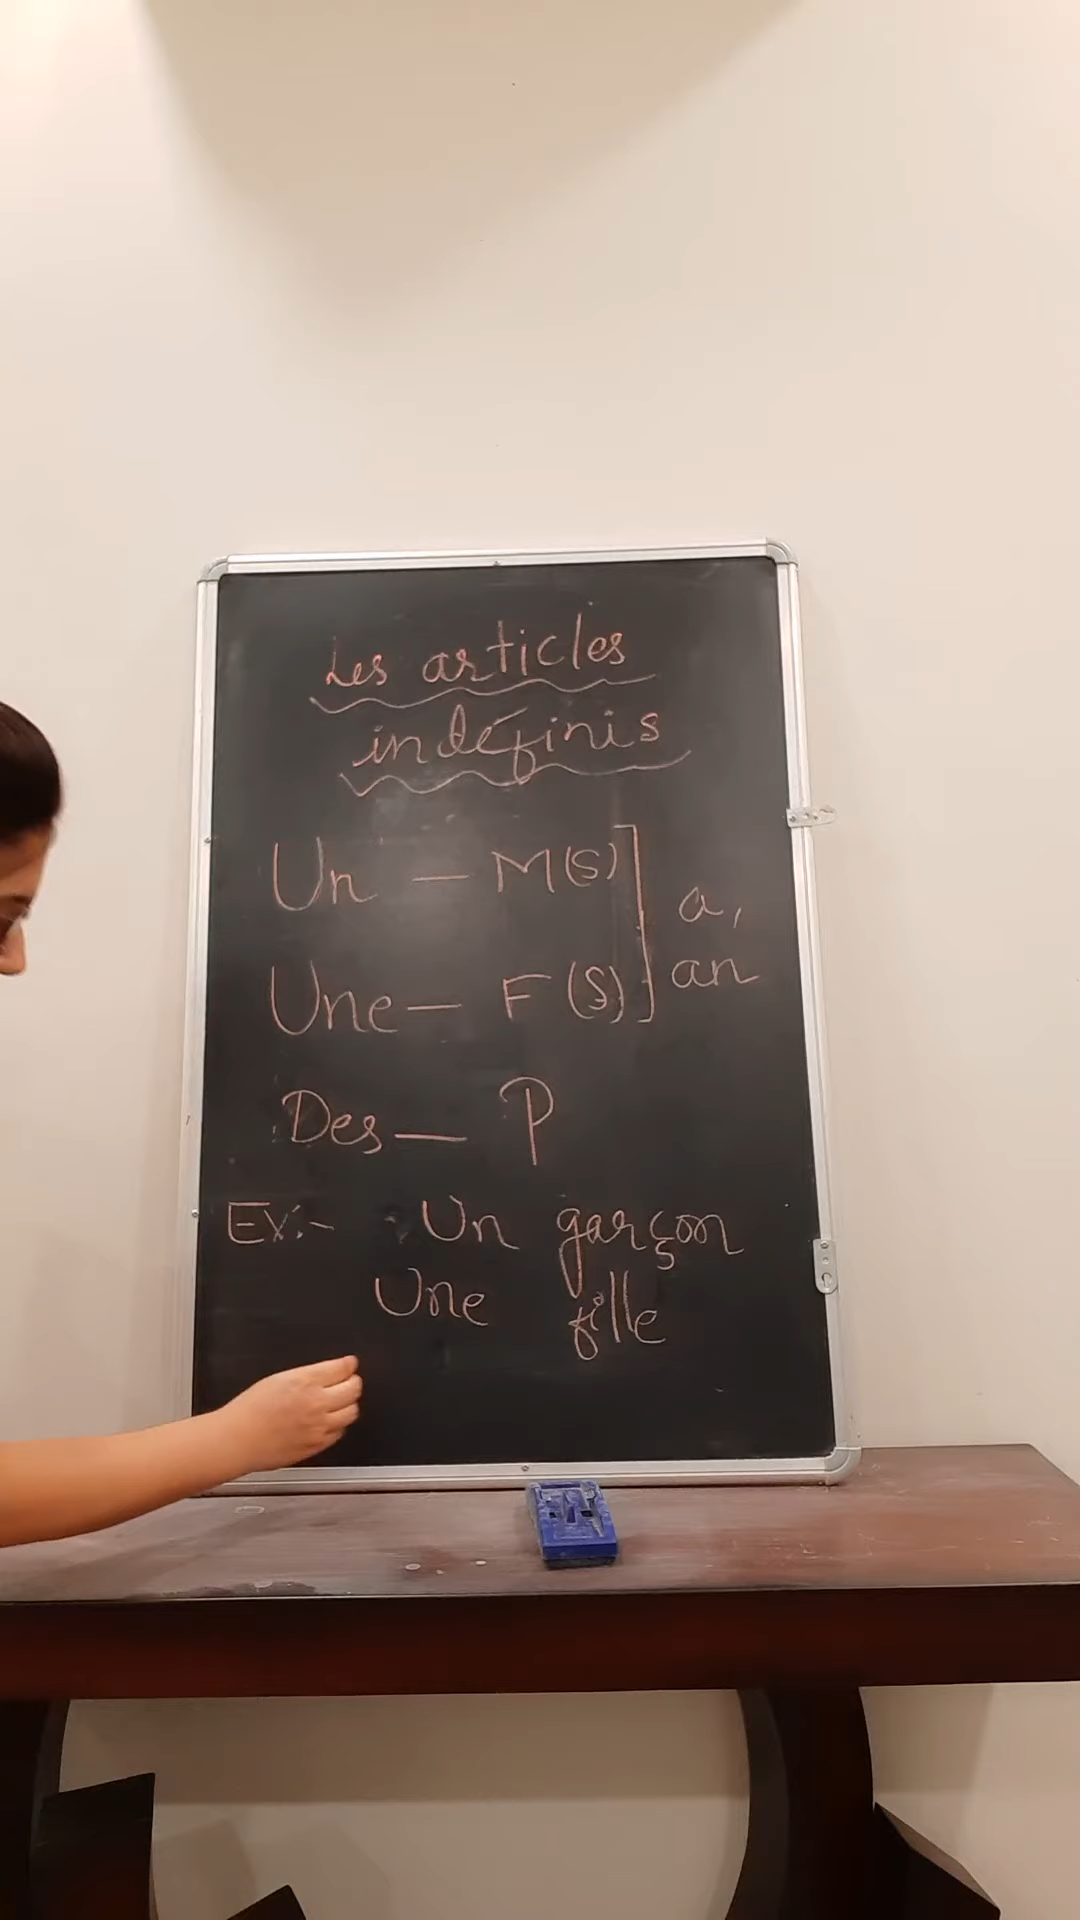 Les articles
indéfinis
Un — M(S)
a,
an
Une — F (S)
Des — P
Ex:- Un garçon
Une fille